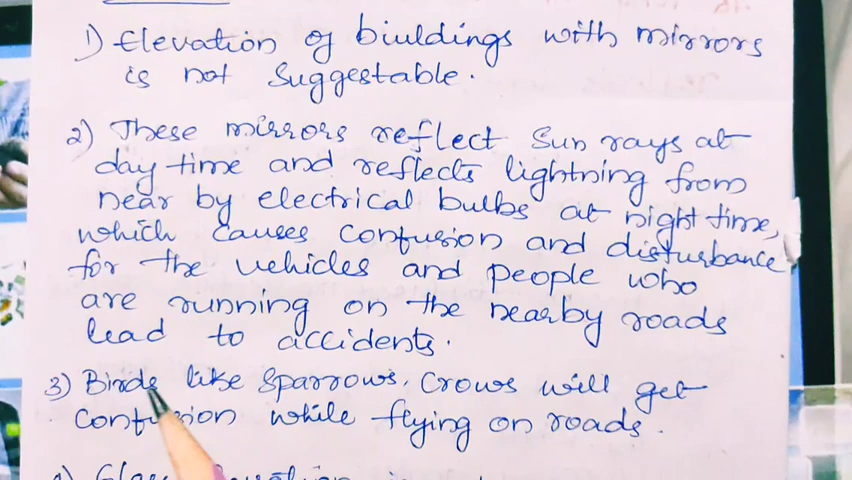 1) Elevation of biuldings with mirrors
is not suggestable.
2) These mirrors reflect Sun rays at
day time and reflects lightning from
near by electrical bulbs at night time,
which causes confusion and disturbance
for the vehicles and people who
are running on the nearby roads
lead to accidents.
3) Birds like sparrows, crows will get
confusion while flying on roads.